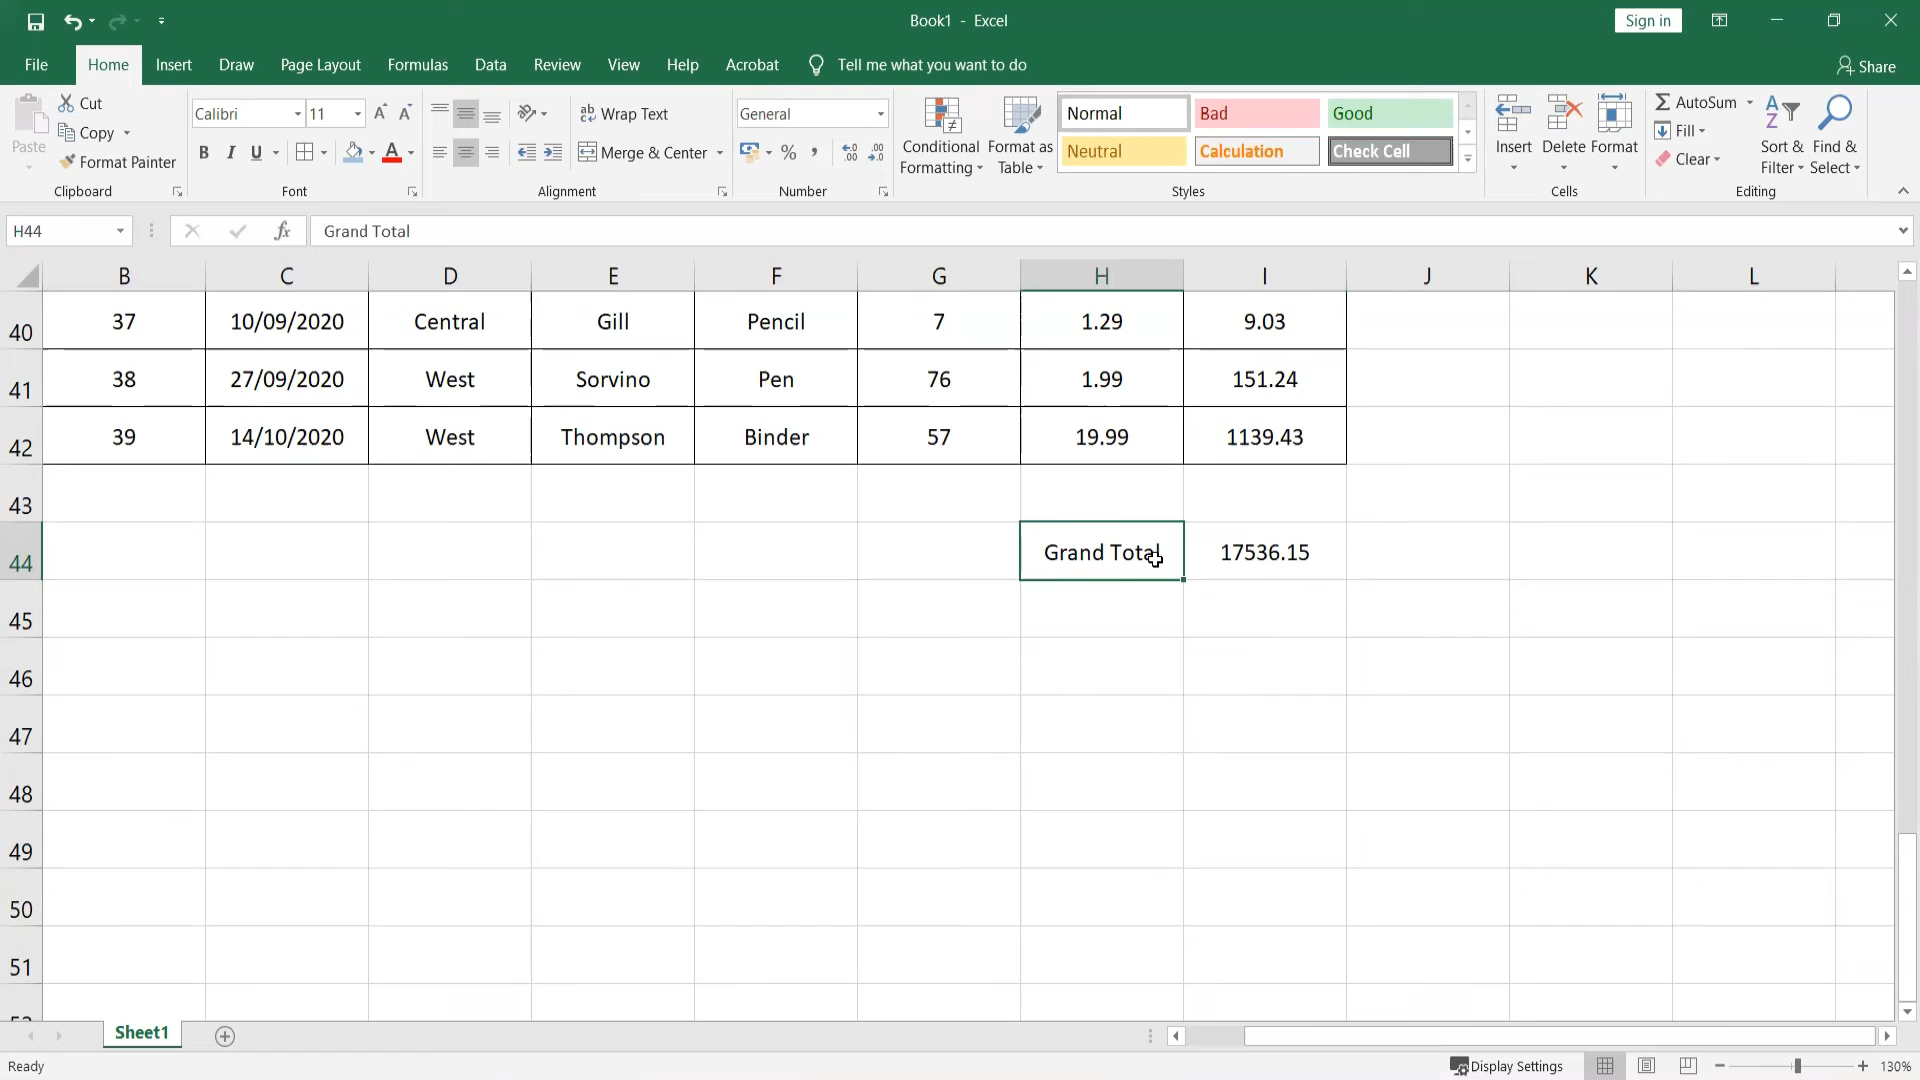 Book1 - Excel
Sign in
File Home Insert Draw Page Layout Formulas Data Review View Help Acrobat Tell me what you want to do Share
Paste
Cut
Copy
Format Painter
Clipboard
Calibri 11
B I U
Font
Wrap Text
Merge & Center
Alignment
General
%
Number
Conditional Formatting
Format as Table
Normal Bad Good
Neutral Calculation Check Cell
Styles
Insert Delete Format
Cells
AutoSum
Fill
Clear
Sort & Filter
Find & Select
Editing
H44 fx Grand Total
B C D E F G H I J K L
40 37 10/09/2020 Central Gill Pencil 7 1.29 9.03
41 38 27/09/2020 West Sorvino Pen 76 1.99 151.24
42 39 14/10/2020 West Thompson Binder 57 19.99 1139.43
43
44 Grand Total 17536.15
45
46
47
48
49
50
51
Sheet1
Ready Display Settings 130%